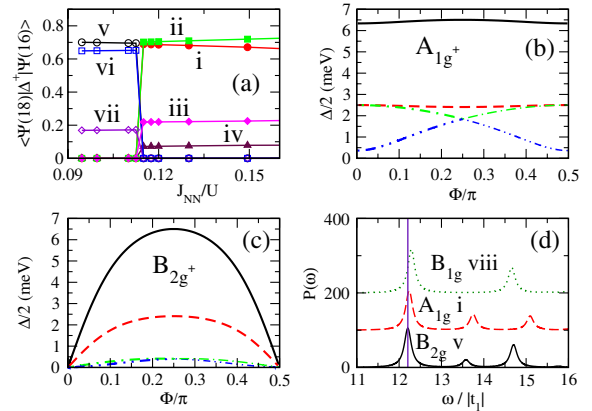 <Ψ(18)|Δ⁺|Ψ(16)>
0.8
0.4
0
0.09
0.12
0.15
J_NN/U
v
vi
vii
ii
i
iii
iv
(a)
Δ/2 (meV)
7
6
5
4
3
2
1
0
0
0.1
0.2
0.3
0.4
0.5
Φ/π
A_1g⁺
(b)
Δ/2 (meV)
7
6
5
4
3
2
1
0
0
0.1
0.2
0.3
0.4
0.5
Φ/π
(c)
B_2g⁺
P(ω)
400
200
0
11
12
13
14
15
16
ω / |t_1|
(d)
B_1g viii
A_1g i
B_2g v